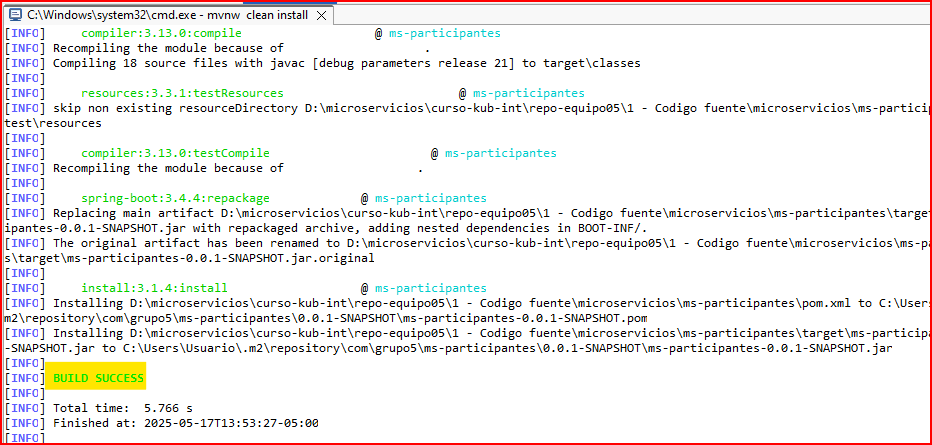 C:\Windows\system32\cmd.exe - mvnw clean install
[INFO] compiler:3.13.0:compile @ ms-participantes
[INFO] Recompiling the module because of .
[INFO] Compiling 18 source files with javac [debug parameters release 21] to target\classes
[INFO]
[INFO] resources:3.3.1:testResources @ ms-participantes
[INFO] skip non existing resourceDirectory D:\microservicios\curso-kub-int\repo-equipo05\1 - Codigo fuente\microservicios\ms-partici
test\resources
[INFO]
[INFO] compiler:3.13.0:testCompile @ ms-participantes
[INFO] Recompiling the module because of .
[INFO]
[INFO] spring-boot:3.4.4:repackage @ ms-participantes
[INFO] Replacing main artifact D:\microservicios\curso-kub-int\repo-equipo05\1 - Codigo fuente\microservicios\ms-participantes\target
ipantes-0.0.1-SNAPSHOT.jar with repackaged archive, adding nested dependencies in BOOT-INF/.
[INFO] The original artifact has been renamed to D:\microservicios\curso-kub-int\repo-equipo05\1 - Codigo fuente\microservicios\ms-pa
s\target\ms-participantes-0.0.1-SNAPSHOT.jar.original
[INFO]
[INFO] install:3.1.4:install @ ms-participantes
[INFO] Installing D:\microservicios\curso-kub-int\repo-equipo05\1 - Codigo fuente\microservicios\ms-participantes\pom.xml to C:\Users
m2\repository\com\grupo5\ms-participantes\0.0.1-SNAPSHOT\ms-participantes-0.0.1-SNAPSHOT.pom
[INFO] Installing D:\microservicios\curso-kub-int\repo-equipo05\1 - Codigo fuente\microservicios\ms-participantes\target\ms-participa
-SNAPSHOT.jar to C:\Users\Usuario\.m2\repository\com\grupo5\ms-participantes\0.0.1-SNAPSHOT\ms-participantes-0.0.1-SNAPSHOT.jar
[INFO]
[INFO] BUILD SUCCESS
[INFO]
[INFO] Total time: 5.766 s
[INFO] Finished at: 2025-05-17T13:53:27-05:00
[INFO]